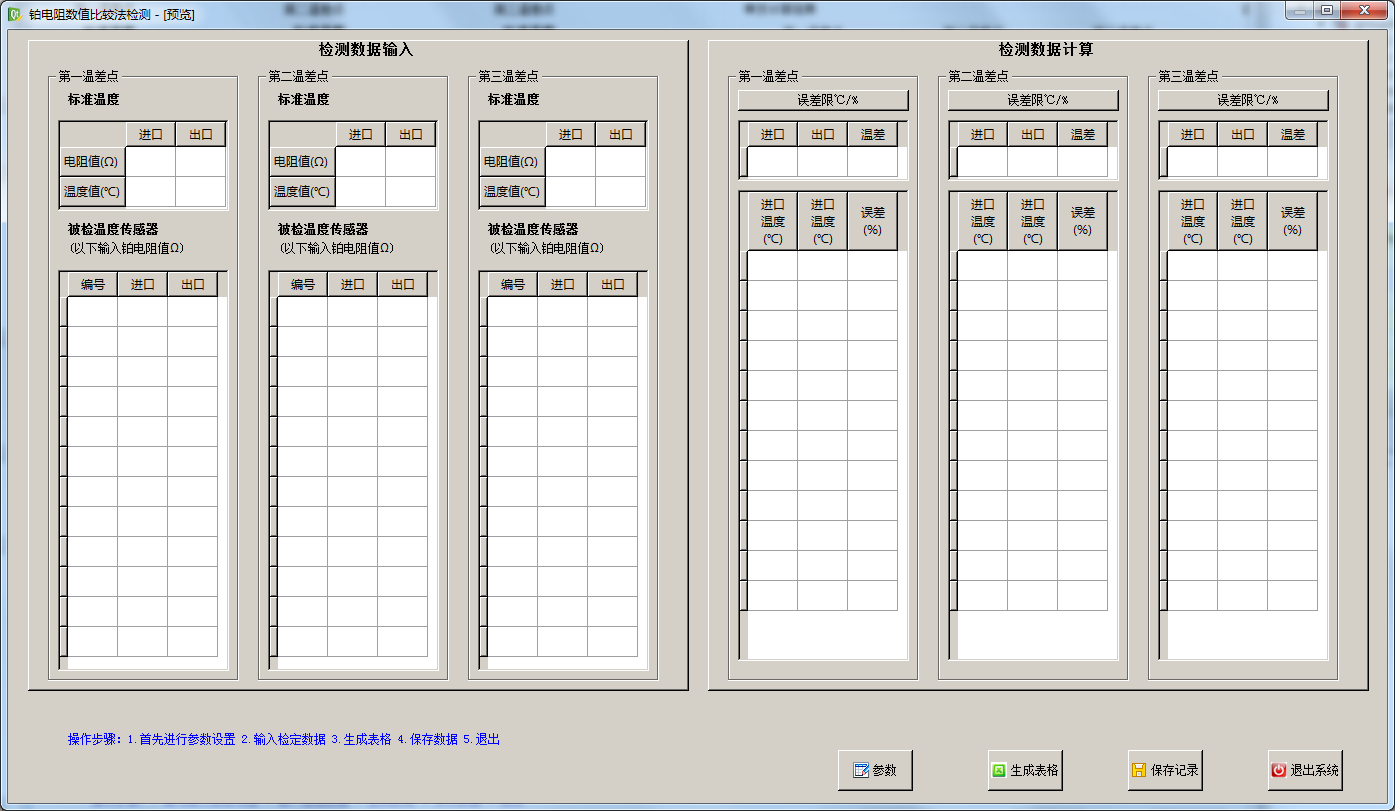 铂电阻数值比较法检测 - [预览]
检测数据输入
第一温差点
标准温度
进口 出口
电阻值(Ω)
温度值(℃)
被检温度传感器
(以下输入铂电阻值Ω)
编号 进口 出口
第二温差点
标准温度
进口 出口
电阻值(Ω)
温度值(℃)
被检温度传感器
(以下输入铂电阻值Ω)
编号 进口 出口
第三温差点
标准温度
进口 出口
电阻值(Ω)
温度值(℃)
被检温度传感器
(以下输入铂电阻值Ω)
编号 进口 出口
检测数据计算
第一温差点
误差限℃/%
进口 出口 温差
进口 进口 误差
温度 温度 (%)
(℃) (℃)
第二温差点
误差限℃/%
进口 出口 温差
进口 进口 误差
温度 温度 (%)
(℃) (℃)
第三温差点
误差限℃/%
进口 出口 温差
进口 进口 误差
温度 温度 (%)
(℃) (℃)
操作步骤: 1.首先进行参数设置 2.输入检定数据 3.生成表格 4.保存数据 5.退出
参数 生成表格 保存记录 退出系统